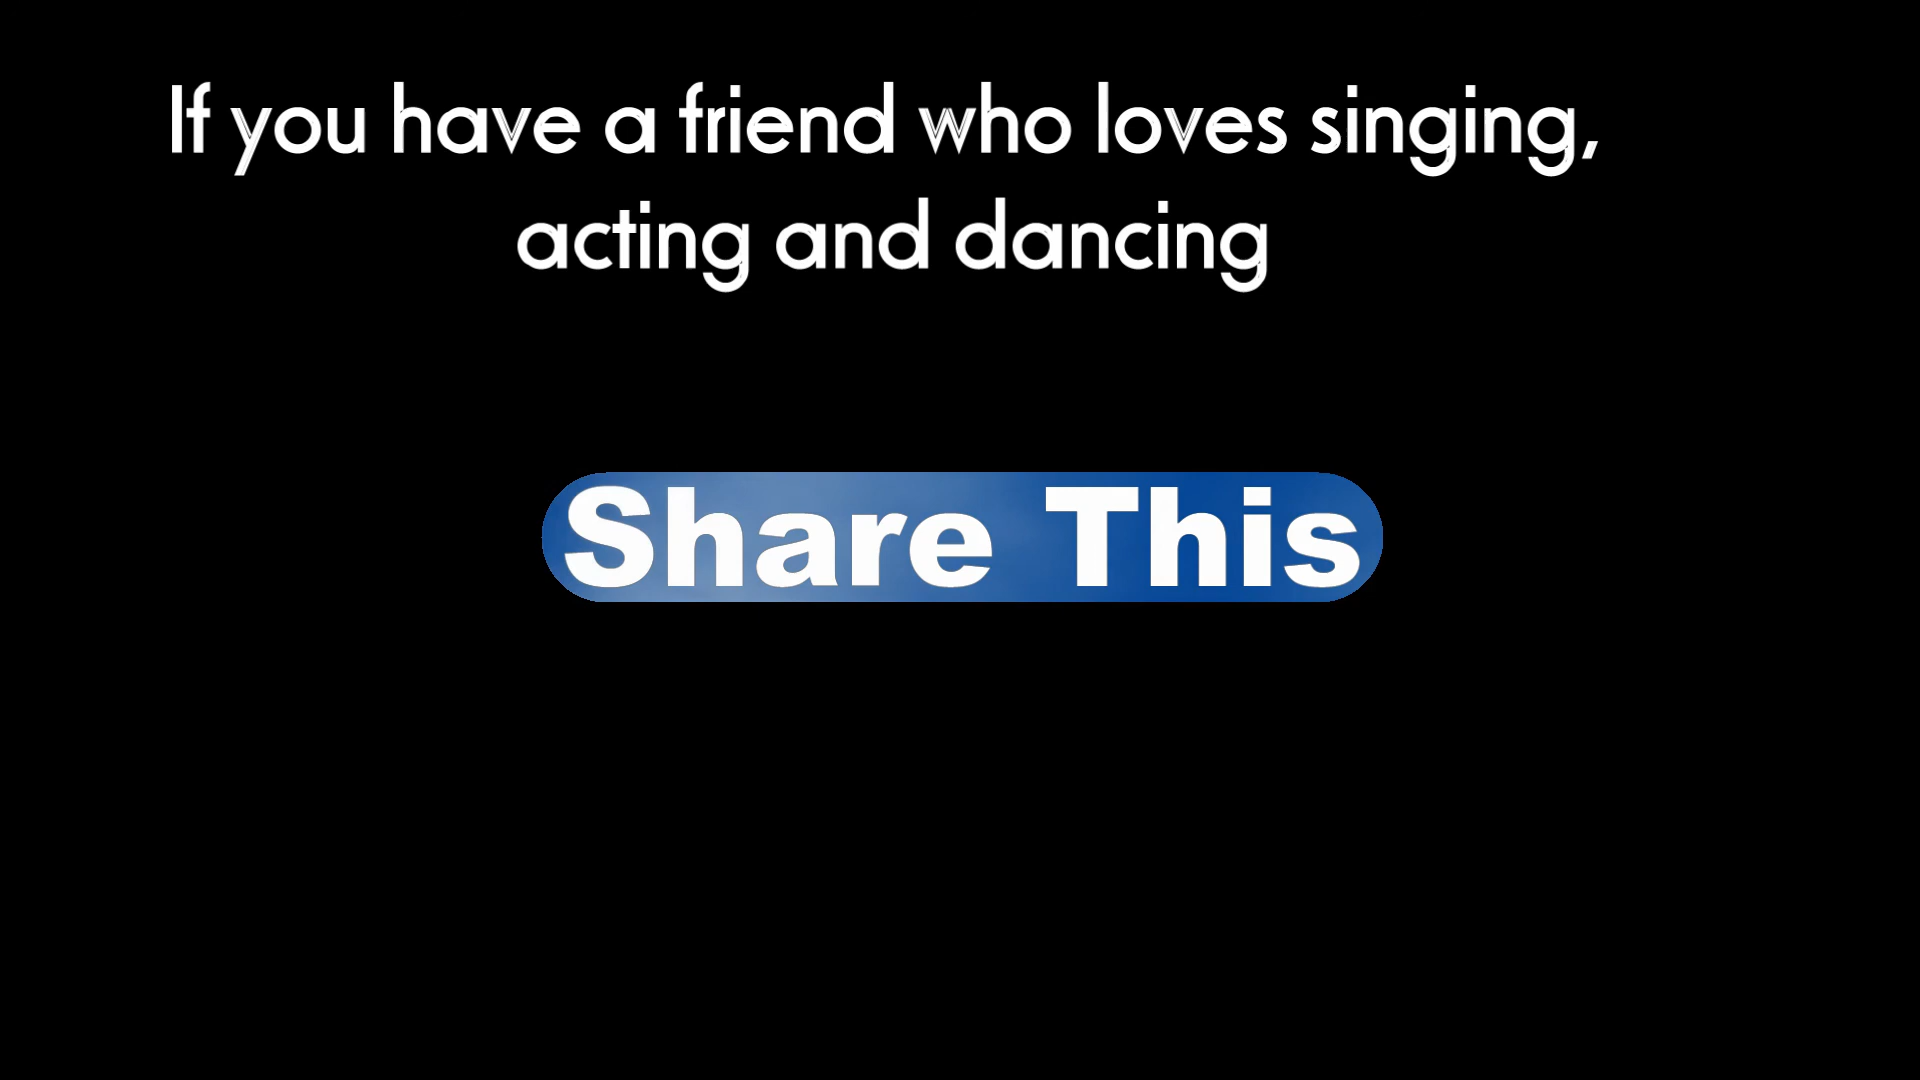 If you have a friend who loves singing,
acting and dancing
Share This